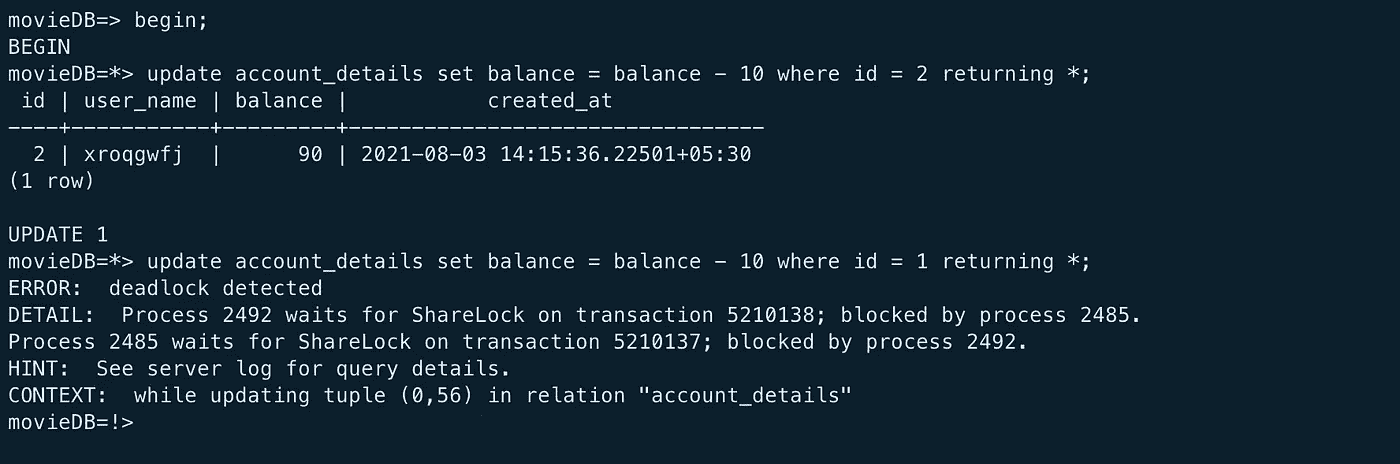 movieDB=> begin;
BEGIN
movieDB=*> update account_details set balance = balance - 10 where id = 2 returning *;
 id | user_name | balance |           created_at
----+-----------+---------+---------------------------------
  2 | xroqgwfj  |      90 | 2021-08-03 14:15:36.22501+05:30
(1 row)

UPDATE 1
movieDB=*> update account_details set balance = balance - 10 where id = 1 returning *;
ERROR:  deadlock detected
DETAIL:  Process 2492 waits for ShareLock on transaction 5210138; blocked by process 2485.
Process 2485 waits for ShareLock on transaction 5210137; blocked by process 2492.
HINT:  See server log for query details.
CONTEXT:  while updating tuple (0,56) in relation "account_details"
movieDB=!>